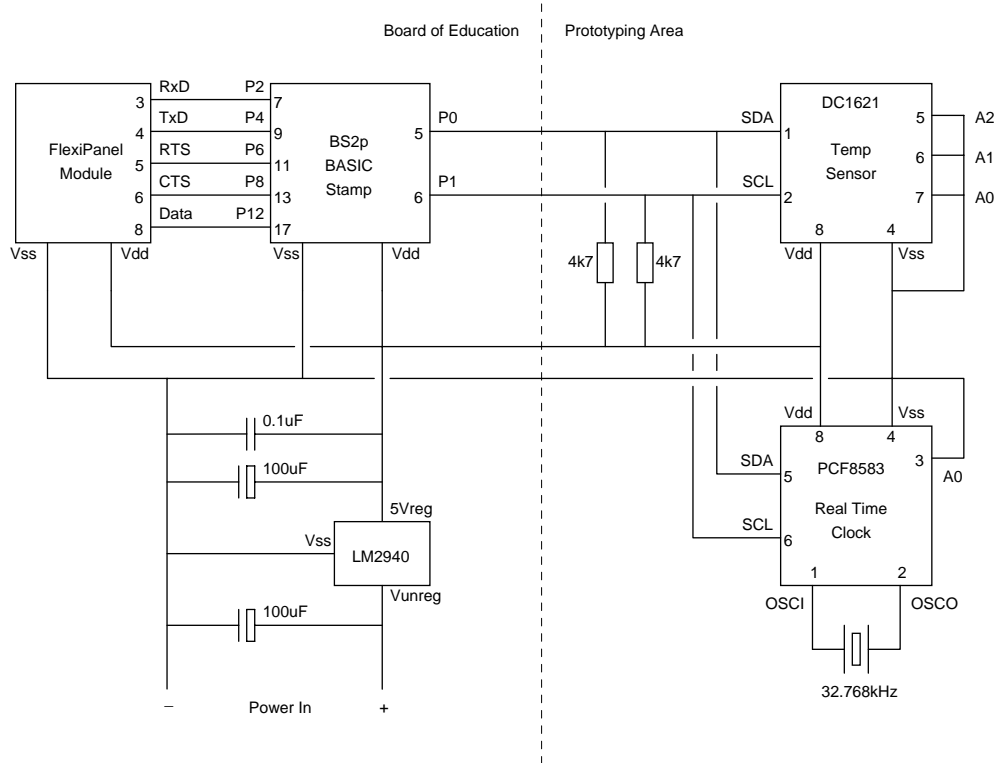 Board of Education
Prototyping Area
FlexiPanel
Module
3
4
5
6
8
RxD
TxD
RTS
CTS
Data
P2
P4
P6
P8
P12
7
9
11
13
17
BS2p
BASIC
Stamp
5
6
P0
P1
SDA
SCL
1
2
DC1621
Temp
Sensor
5
6
7
A2
A1
A0
8
4
Vss
Vdd
Vss
Vdd
4k7
4k7
Vdd
Vss
0.1uF
100uF
5Vreg
Vss
LM2940
Vunreg
100uF
Vdd
Vss
8
4
3
A0
SDA
5
PCF8583
Real Time
Clock
SCL
6
1
2
OSCI
OSCO
32.768kHz
–
Power In
+